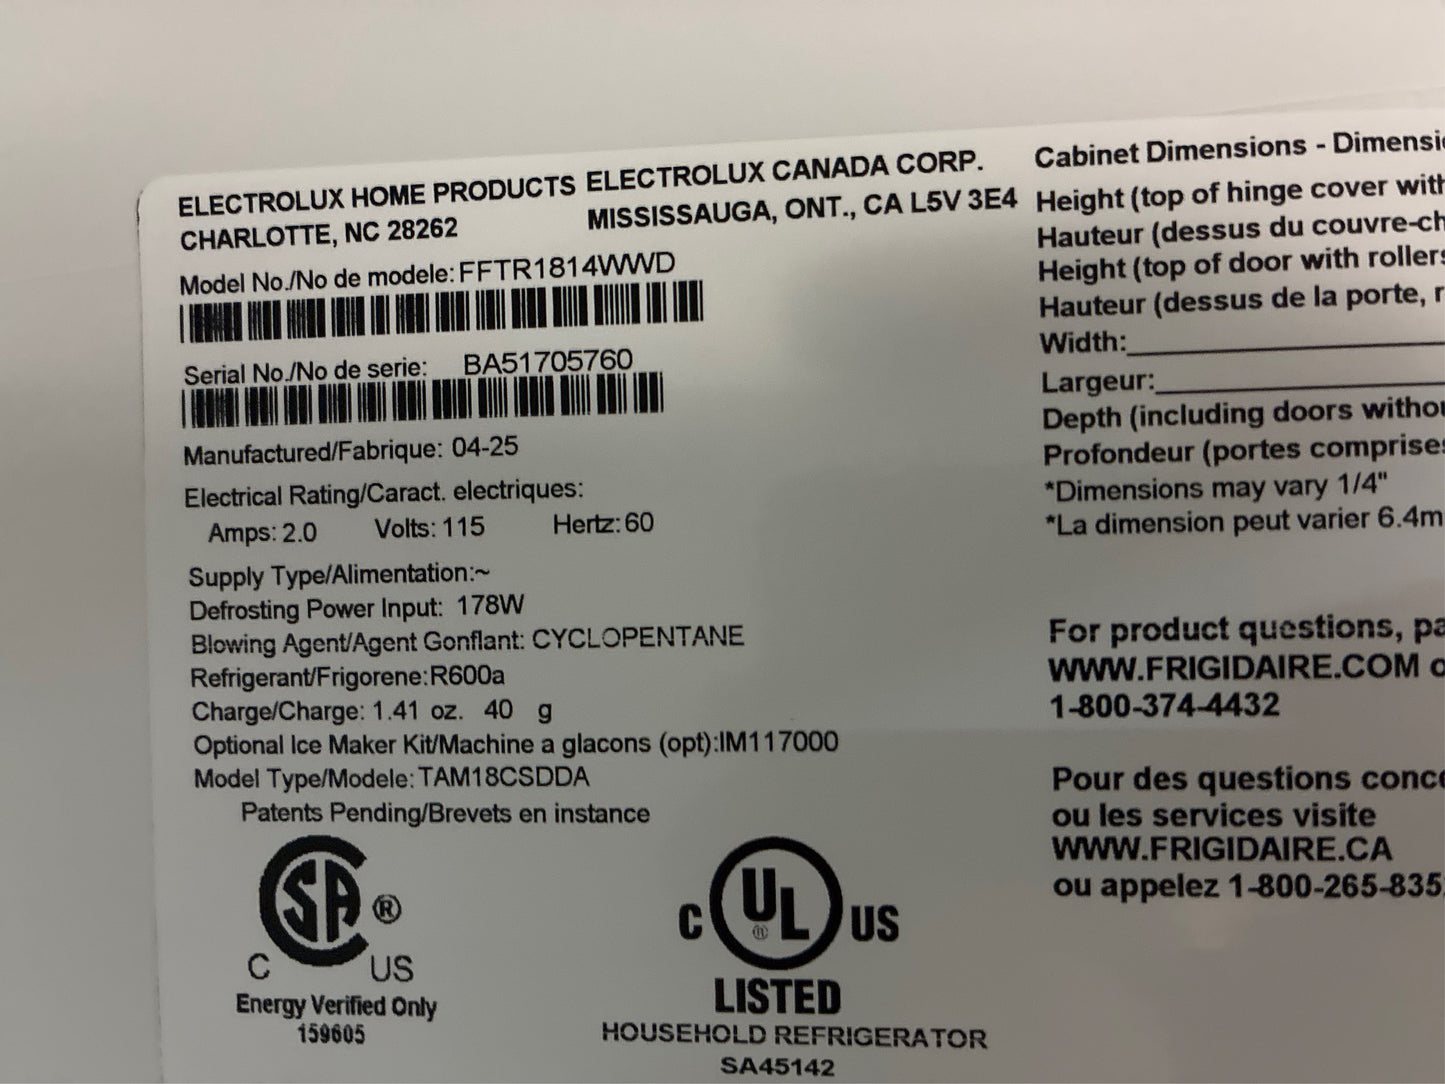 ELECTROLUX HOME PRODUCTS
CHARLOTTE, NC 28262
ELECTROLUX CANADA CORP.
MISSISSAUGA, ONT., CA L5V 3E4
Model No./No de modele: FFTR1814WWD
Serial No./No de serie: BA51705760
Manufactured/Fabrique: 04-25
Electrical Rating/Caract. electriques:
Amps: 2.0 Volts: 115 Hertz: 60
Supply Type/Alimentation:~
Defrosting Power Input: 178W
Blowing Agent/Agent Gonflant: CYCLOPENTANE
Refrigerant/Frigorene: R600a
Charge/Charge: 1.41 oz. 40 g
Optional Ice Maker Kit/Machine a glacons (opt):IM117000
Model Type/Modele: TAM18CSDDA
Patents Pending/Brevets en instance
SA ®
C US
Energy Verified Only
159605
C UL ® US
LISTED
HOUSEHOLD REFRIGERATOR
SA45142
Cabinet Dimensions - Dimensi
Height (top of hinge cover with
Hauteur (dessus du couvre-ch
Height (top of door with rollers
Hauteur (dessus de la porte, r
Width:
Largeur:
Depth (including doors withou
Profondeur (portes comprises
*Dimensions may vary 1/4"
*La dimension peut varier 6.4m
For product questions, pa
WWW.FRIGIDAIRE.COM o
1-800-374-4432
Pour des questions conce
ou les services visite
WWW.FRIGIDAIRE.CA
ou appelez 1-800-265-835